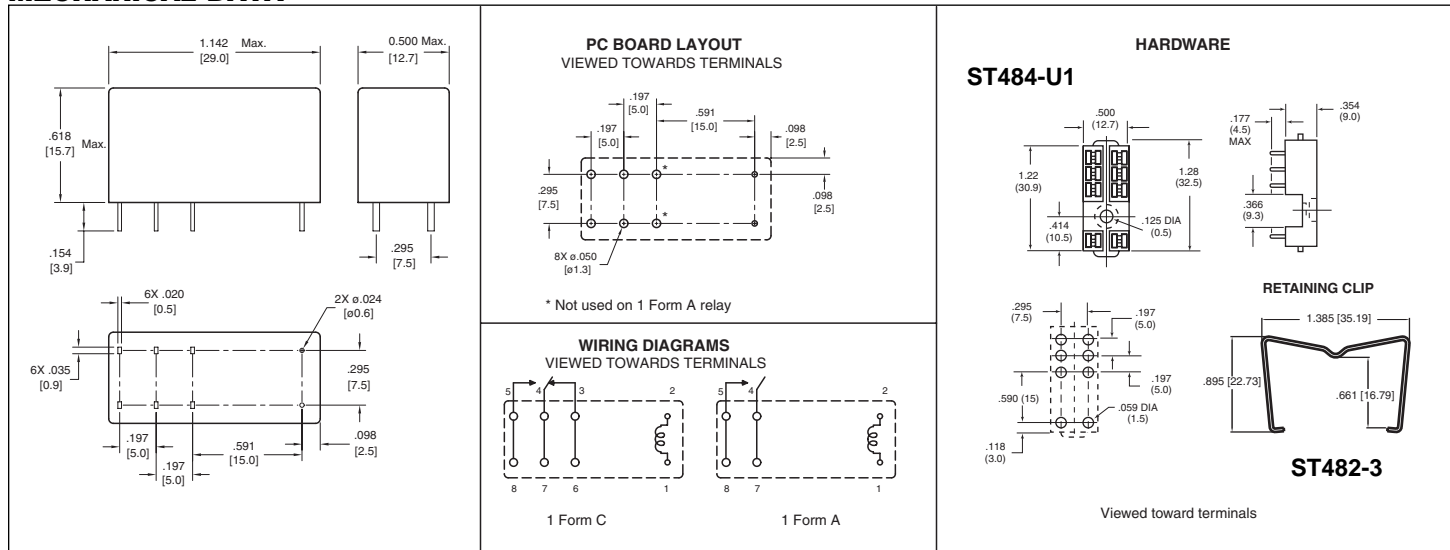 1.142 Max.
[29.0]
0.500 Max.
[12.7]
.618 Max.
[15.7]
.154
[3.9]
.295
[7.5]
6X .020
[0.5]
2X ø.024
[ø0.6]
6X .035
[0.9]
.295
[7.5]
.197
[5.0]
.591
[15.0]
.098
[2.5]
.197
[5.0]
PC BOARD LAYOUT
VIEWED TOWARDS TERMINALS
.197
[5.0]
.591
[15.0]
.197
[5.0]
.098
[2.5]
*
.295
[7.5]
.098
[2.5]
*
8X ø.050
[ø1.3]
* Not used on 1 Form A relay
WIRING DIAGRAMS
VIEWED TOWARDS TERMINALS
5 4 3 2
8 7 6 1
1 Form C
5 4 2
8 7 1
1 Form A
HARDWARE
ST484-U1
.500
(12.7)
1.22
(30.9)
1.28
(32.5)
.414
(10.5)
.125 DIA
(0.5)
.177
(4.5)
MAX
.354
(9.0)
.366
(9.3)
.295
(7.5)
.197
(5.0)
.197
(5.0)
.590 (15)
.059 DIA
(1.5)
.118
(3.0)
RETAINING CLIP
1.385 [35.19]
.895 [22.73]
.661 [16.79]
ST482-3
Viewed toward terminals